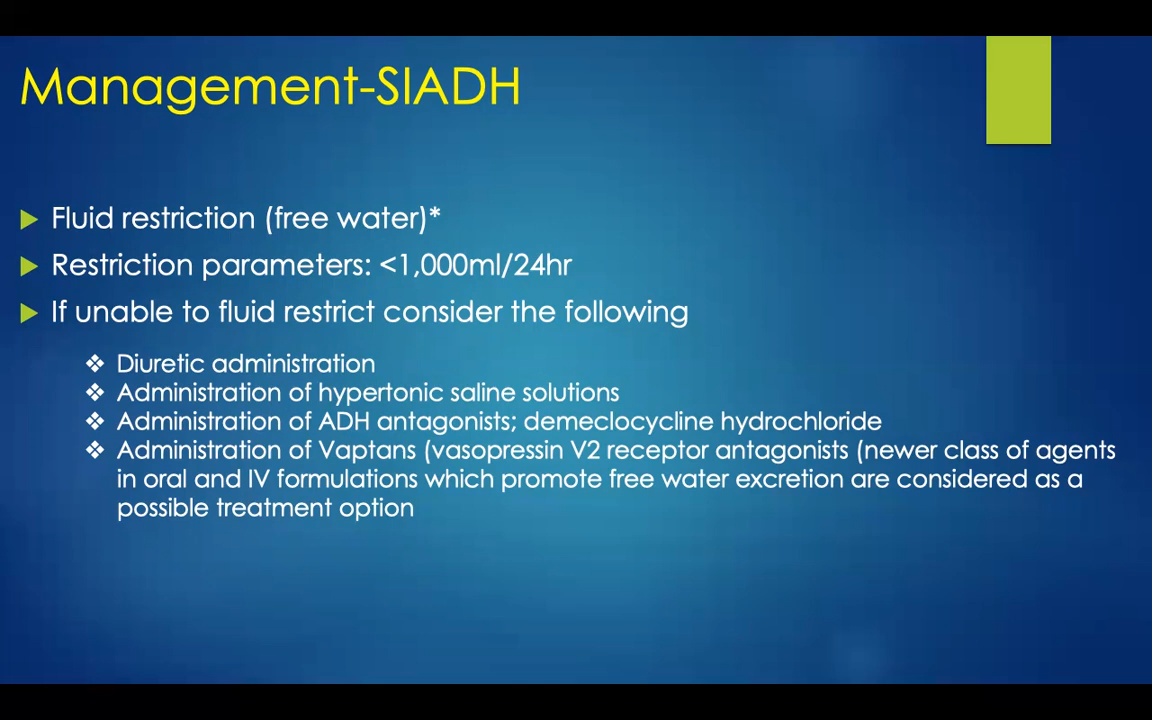 Management-SIADH
Fluid restriction (free water)*
Restriction parameters: <1,000ml/24hr
If unable to fluid restrict consider the following
Diuretic administration
Administration of hypertonic saline solutions
Administration of ADH antagonists; demeclocycline hydrochloride
Administration of Vaptans (vasopressin V2 receptor antagonists (newer class of agents
in oral and IV formulations which promote free water excretion are considered as a
possible treatment option